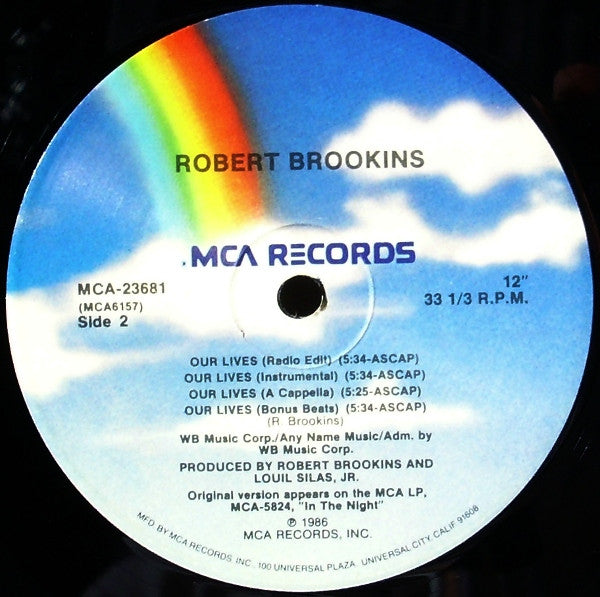 ROBERT BROOKINS
MCA RECORDS
MCA-23681
(MCA6157)
Side 2
12"
33 1/3 R.P.M.
OUR LIVES (Radio Edit) (5:34-ASCAP)
OUR LIVES (Instrumental) (5:34-ASCAP)
OUR LIVES (A Cappella) (5:25-ASCAP)
OUR LIVES (Bonus Beats) (5:34-ASCAP)
(R. Brookins)
WB Music Corp./Any Name Music/Adm. by
WB Music Corp.
PRODUCED BY ROBERT BROOKINS AND
LOUIL SILAS, JR.
Original version appears on the MCA LP,
MCA-5824, "In The Night"
℗ 1986
MCA RECORDS, INC.
MFD BY MCA RECORDS, INC., 100 UNIVERSAL PLAZA, UNIVERSAL CITY, CALIF. 91608